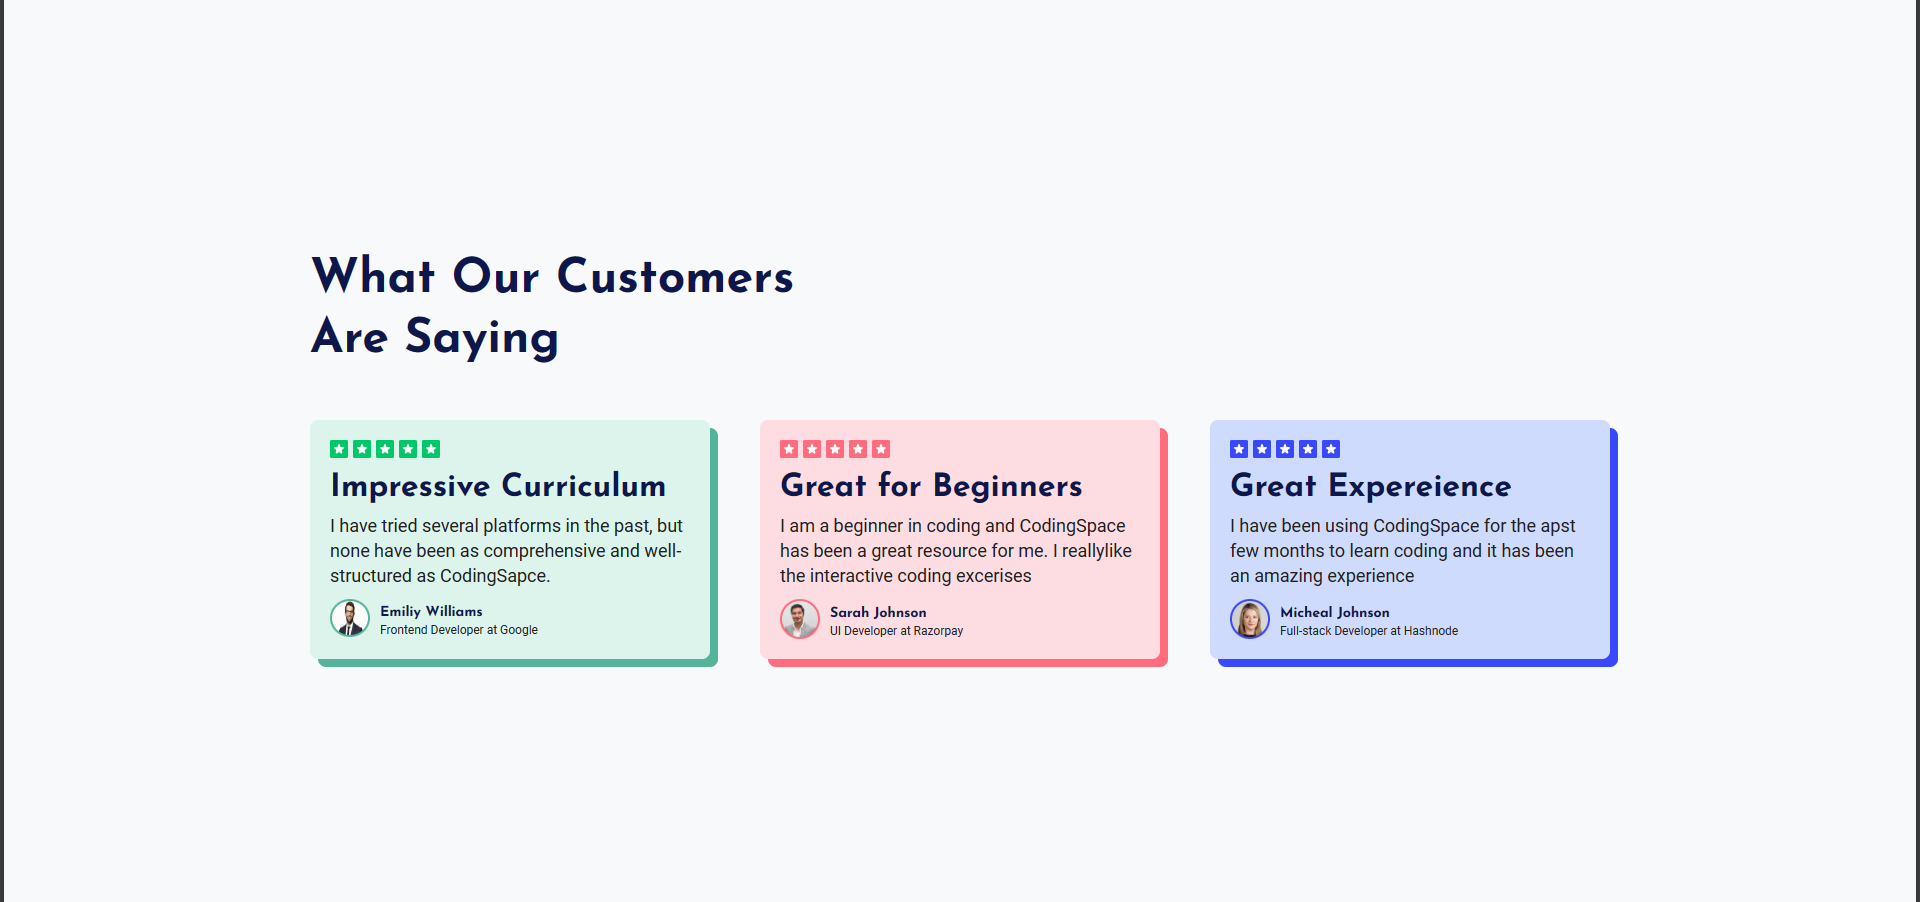 What Our Customers
Are Saying
Impressive Curriculum
I have tried several platforms in the past, but
none have been as comprehensive and well-
structured as CodingSapce.
Emiliy Williams
Frontend Developer at Google
Great for Beginners
I am a beginner in coding and CodingSpace
has been a great resource for me. I reallylike
the interactive coding excerises
Sarah Johnson
UI Developer at Razorpay
Great Expereience
I have been using CodingSpace for the apst
few months to learn coding and it has been
an amazing experience
Micheal Johnson
Full-stack Developer at Hashnode